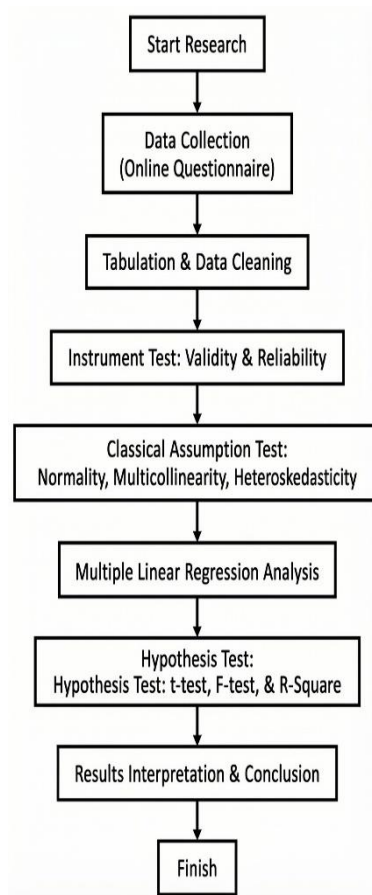 Start Research
Data Collection
(Online Questionnaire)
Tabulation & Data Cleaning
Instrument Test: Validity & Reliability
Classical Assumption Test:
Normality, Multicollinearity, Heteroskedasticity
Multiple Linear Regression Analysis
Hypothesis Test:
Hypothesis Test: t-test, F-test, & R-Square
Results Interpretation & Conclusion
Finish